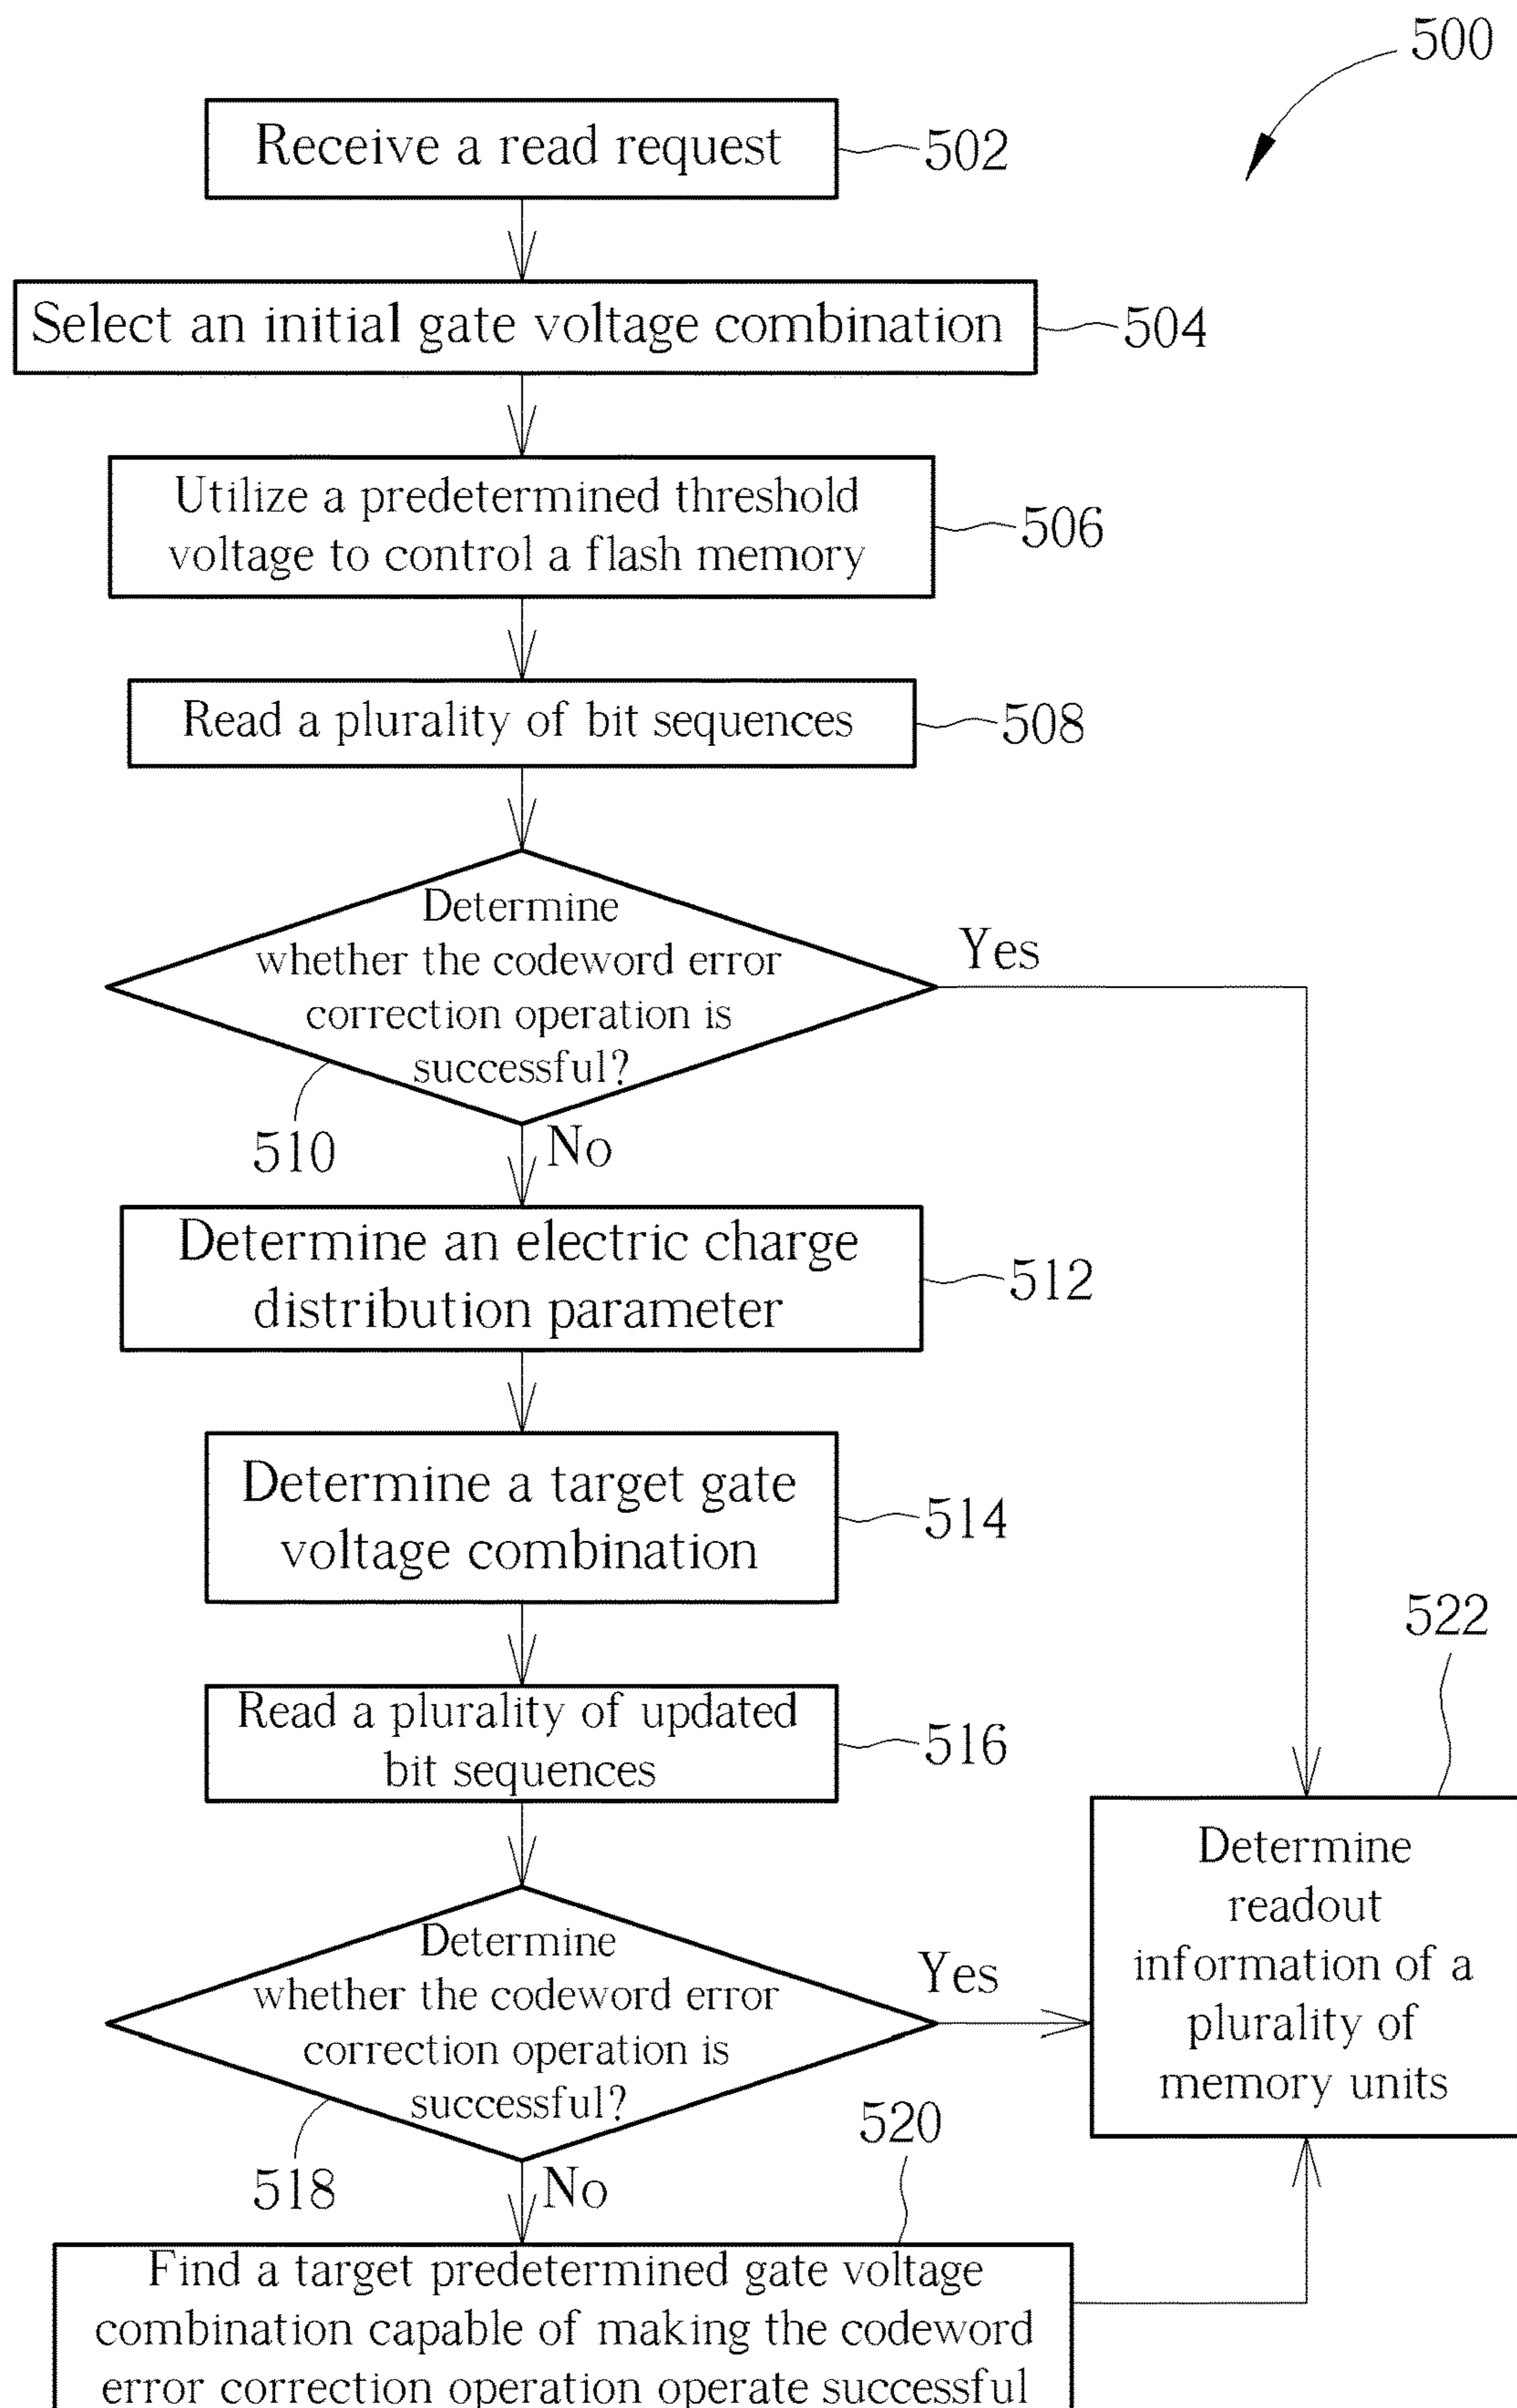 500
Receive a read request
502
Select an initial gate voltage combination
504
Utilize a predetermined threshold
voltage to control a flash memory
506
Read a plurality of bit sequences
508
Determine
whether the codeword error
correction operation is
successful?
Yes
510
No
Determine an electric charge
distribution parameter
512
Determine a target gate
voltage combination
514
Read a plurality of updated
bit sequences
516
522
Determine
readout
information of a
plurality of
memory units
Determine
whether the codeword error
correction operation is
successful?
Yes
518
No
520
Find a target predetermined gate voltage
combination capable of making the codeword
error correction operation operate successful